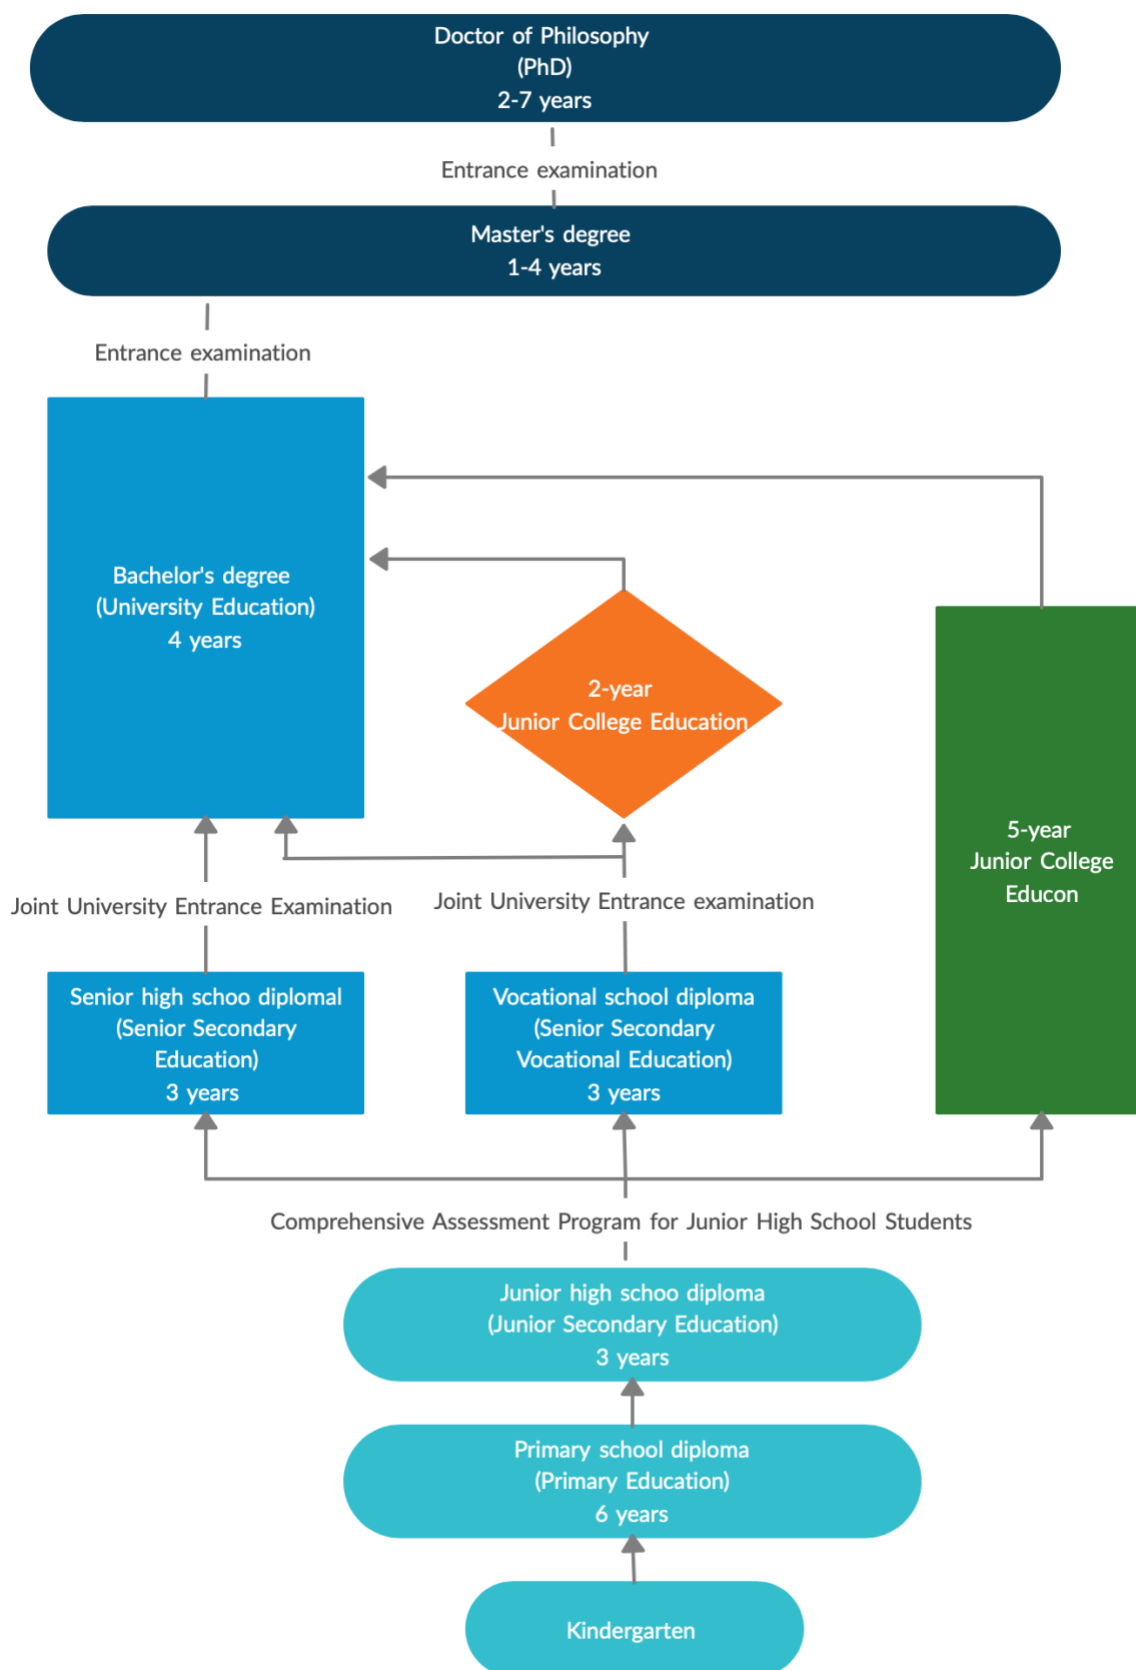 Doctor of Philosophy
(PhD)
2-7 years
Entrance examination
Master's degree
1-4 years
Entrance examination
Bachelor's degree
(University Education)
4 years
2-year
Junior College Education
5-year
Junior College
Educon
Joint University Entrance Examination
Joint University Entrance examination
Senior high schoo diplomal
(Senior Secondary
Education)
3 years
Vocational school diploma
(Senior Secondary
Vocational Education)
3 years
Comprehensive Assessment Program for Junior High School Students
Junior high schoo diploma
(Junior Secondary Education)
3 years
Primary school diploma
(Primary Education)
6 years
Kindergarten